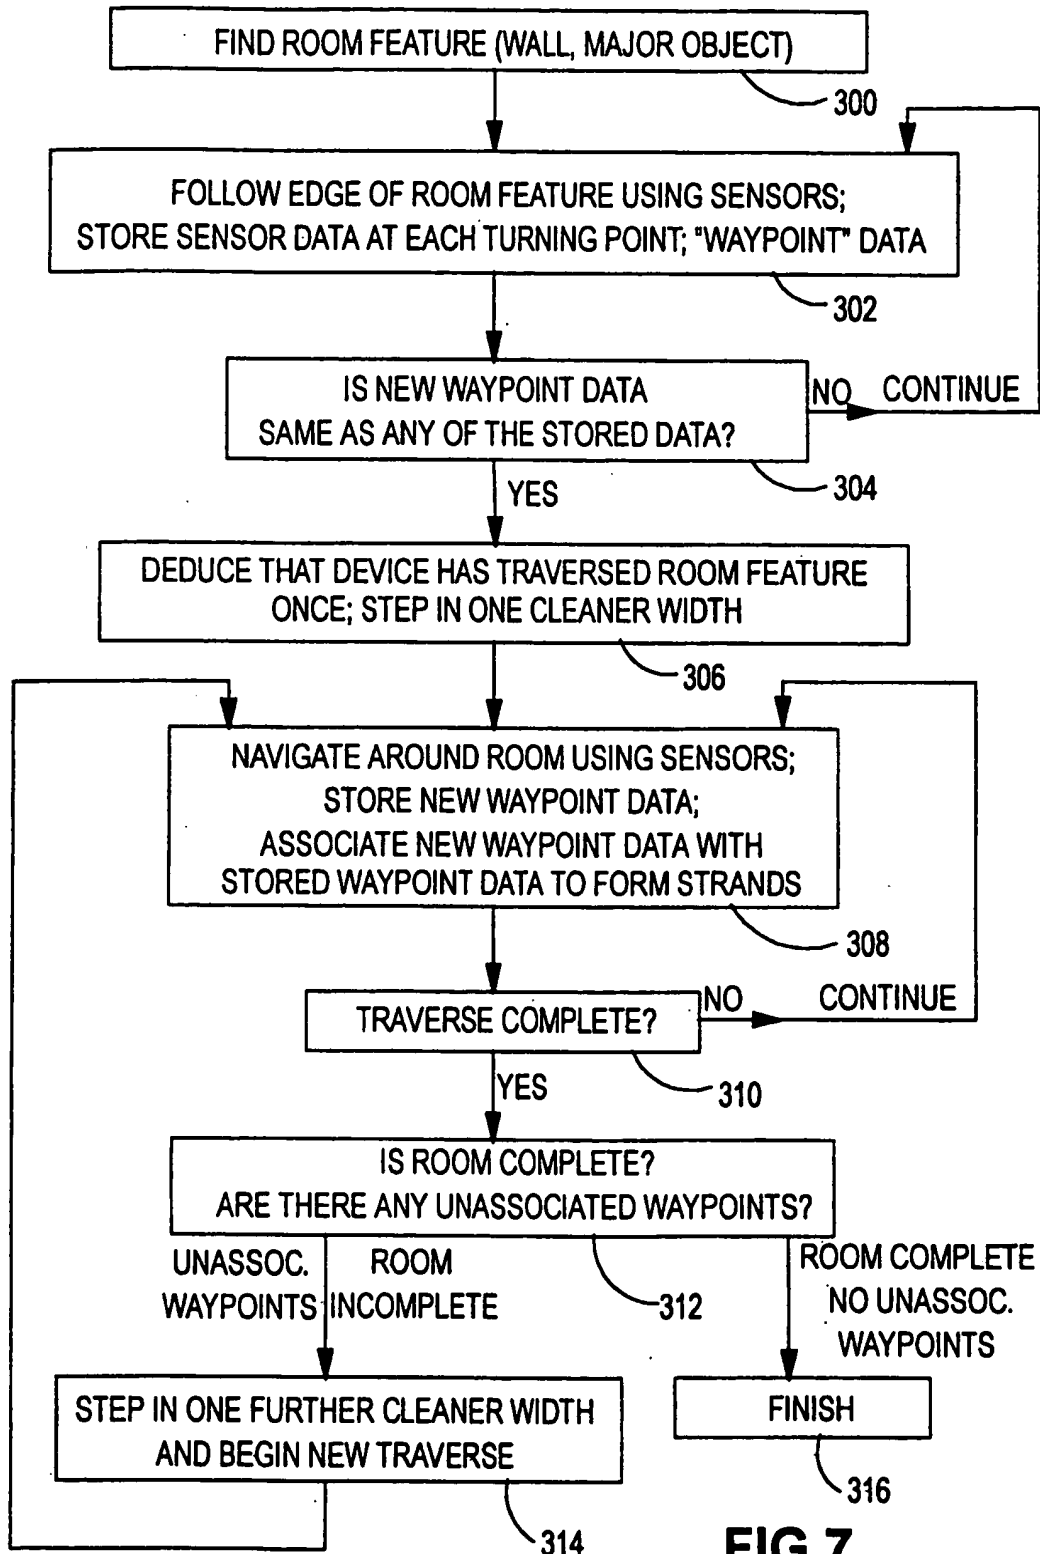 FIND ROOM FEATURE (WALL, MAJOR OBJECT)
300
FOLLOW EDGE OF ROOM FEATURE USING SENSORS;
STORE SENSOR DATA AT EACH TURNING POINT; "WAYPOINT" DATA
302
IS NEW WAYPOINT DATA
SAME AS ANY OF THE STORED DATA?
NO CONTINUE
304
YES
DEDUCE THAT DEVICE HAS TRAVERSED ROOM FEATURE
ONCE; STEP IN ONE CLEANER WIDTH
306
NAVIGATE AROUND ROOM USING SENSORS;
STORE NEW WAYPOINT DATA;
ASSOCIATE NEW WAYPOINT DATA WITH
STORED WAYPOINT DATA TO FORM STRANDS
308
TRAVERSE COMPLETE?
NO CONTINUE
310
YES
IS ROOM COMPLETE?
ARE THERE ANY UNASSOCIATED WAYPOINTS?
312
UNASSOC. ROOM
WAYPOINTS INCOMPLETE
ROOM COMPLETE
NO UNASSOC.
WAYPOINTS
STEP IN ONE FURTHER CLEANER WIDTH
AND BEGIN NEW TRAVERSE
314
FINISH
316
FIG.7